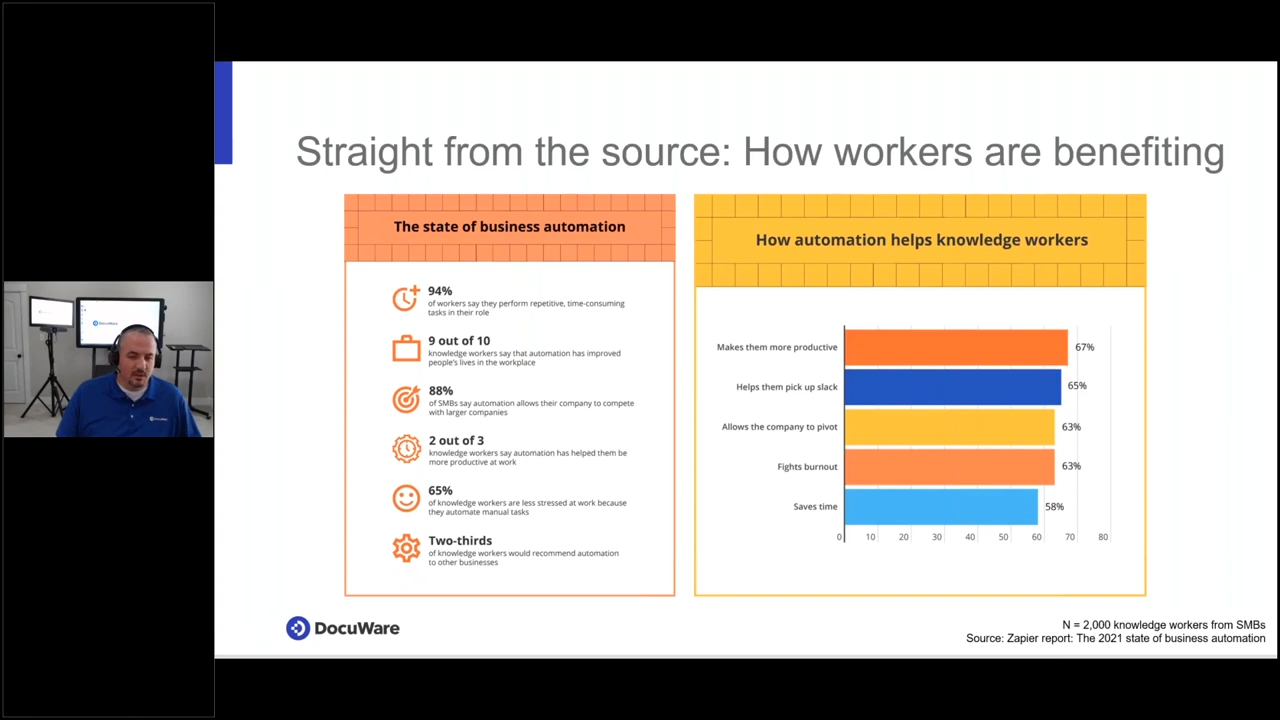 Straight from the source: How workers are benefiting
The state of business automation
94%
of workers say they perform repetitive, time-consuming
tasks in their role
9 out of 10
knowledge workers say that automation has improved
people's lives in the workplace
88%
of SMBs say automation allows their company to compete
with larger companies
2 out of 3
knowledge workers say automation has helped them be
more productive at work
65%
of knowledge workers are less stressed at work because
they automate manual tasks
Two-thirds
of knowledge workers would recommend automation
to other businesses
How automation helps knowledge workers
Makes them more productive 67%
Helps them pick up slack 65%
Allows the company to pivot 63%
Fights burnout 63%
Saves time 58%
0 10 20 30 40 50 60 70 80
DocuWare
N = 2,000 knowledge workers from SMBs
Source: Zapier report: The 2021 state of business automation
DocuWare
DocuWare